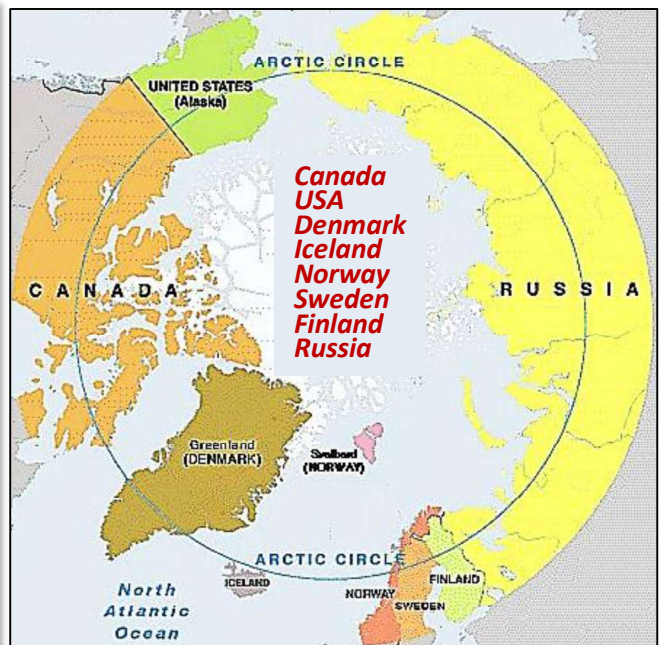 ARCTIC CIRCLE
UNITED STATES
(Alaska)
Canada
USA
Denmark
Iceland
Norway
Sweden
Finland
Russia
CANADA
RUSSIA
Greenland
(DENMARK)
Svalbard
(NORWAY)
ARCTIC CIRCLE
ICELAND
FINLAND
NORWAY
SWEDEN
North
Atlantic
Ocean